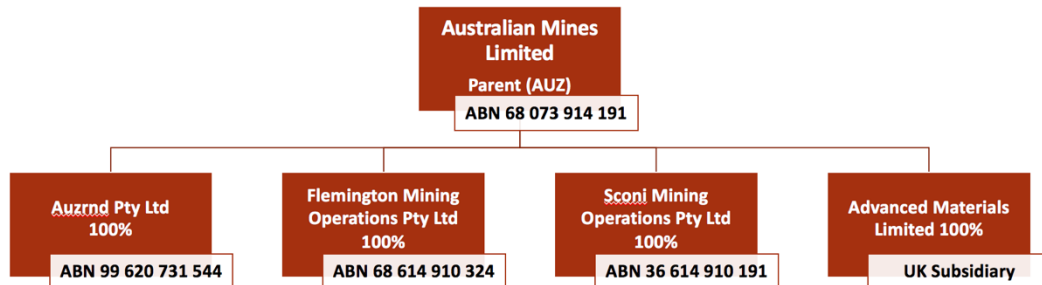 Australian Mines
Limited
Parent (AUZ)
ABN 68 073 914 191
Auzrnd Pty Ltd
100%
ABN 99 620 731 544
Flemington Mining
Operations Pty Ltd
100%
ABN 68 614 910 324
Sconi Mining
Operations Pty Ltd
100%
ABN 36 614 910 191
Advanced Materials
Limited 100%
UK Subsidiary